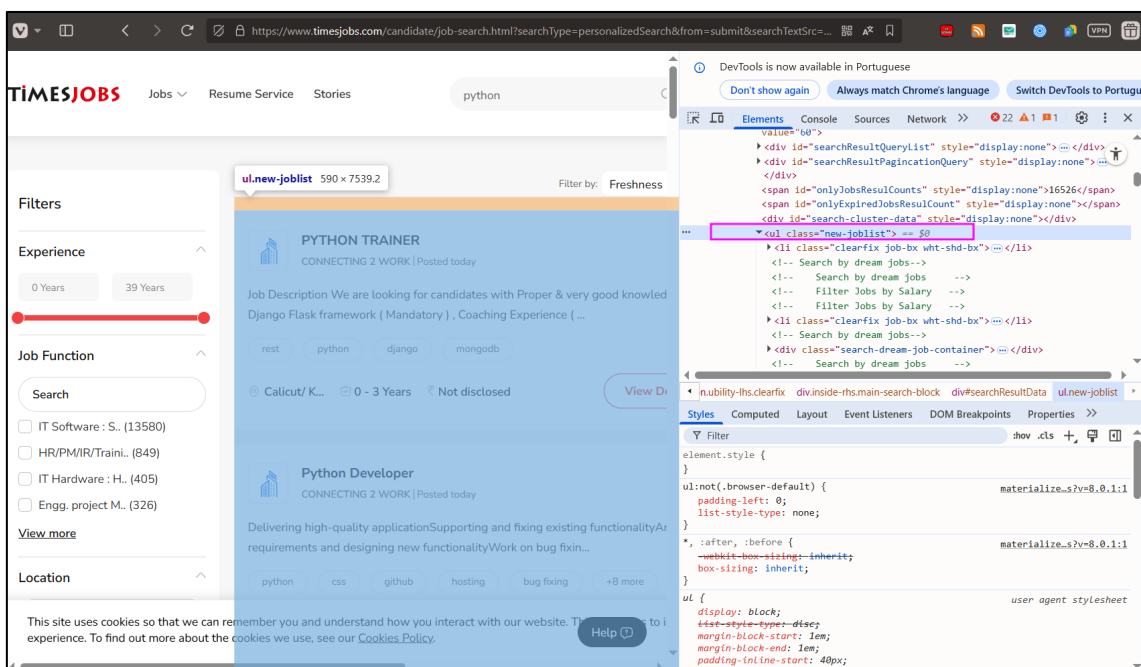 https://www.timesjobs.com/candidate/job-search.html?searchType=personalizedSearch&from=submit&searchTextSrc=...
VPN
TiMESJOBS
Jobs
Resume Service
Stories
python
ul.new-joblist 590 × 7539.2
Filter by: Freshness
Filters
Experience
0 Years
39 Years
Job Function
Search
IT Software : S.. (13580)
HR/PM/IR/Traini.. (849)
IT Hardware : H.. (405)
Engg. project M.. (326)
View more
Location
PYTHON TRAINER
CONNECTING 2 WORK | Posted today
Job Description We are looking for candidates with Proper & very good knowled
Django Flask framework ( Mandatory ) , Coaching Experience ( ...
rest python django mongodb
Calicut/ K... 0 - 3 Years Not disclosed
View De
Python Developer
CONNECTING 2 WORK | Posted today
Delivering high-quality applicationSupporting and fixing existing functionalityAr
requirements and designing new functionalityWork on bug fixin...
python css github hosting bug fixing +8 more
This site uses cookies so that we can remember you and understand how you interact with our website. Th s to i
experience. To find out more about the cookies we use, see our Cookies Policy.
Help
DevTools is now available in Portuguese
Don't show again
Always match Chrome's language
Switch DevTools to Portugu
Elements Console Sources Network 22 1 1
value="60">
<div id="searchResultQueryList" style="display:none">…</div>
<div id="searchResultPagincationQuery" style="display:none">…
</div>
<span id="onlyJobsResulCounts" style="display:none">16526</span>
<span id="onlyExpiredJobsResulCount" style="display:none"></span>
<div id="search-cluster-data" style="display:none"></div>
<ul class="new-joblist"> == $0
<li class="clearfix job-bx wht-shd-bx">…</li>
<!-- Search by dream jobs-->
<!-- Search by dream jobs -->
<!-- Filter Jobs by Salary -->
<!-- Filter Jobs by Salary -->
<li class="clearfix job-bx wht-shd-bx">…</li>
<!-- Search by dream jobs -->
<div class="search-dream-job-container">…</div>
<!-- Search by dream jobs -->
n.ubility-lhs.clearfix div.inside-rhs.main-search-block div#searchResultData ul.new-joblist
Styles Computed Layout Event Listeners DOM Breakpoints Properties
Filter
:hov .cls
element.style {
}
ul:not(.browser-default) { materialize…s?v=8.0.1:1
padding-left: 0;
list-style-type: none;
}
*, :after, :before { materialize…s?v=8.0.1:1
-webkit-box-sizing: inherit;
box-sizing: inherit;
}
ul { user agent stylesheet
display: block;
list-style-type: disc;
margin-block-start: 1em;
margin-block-end: 1em;
padding-inline-start: 40px;